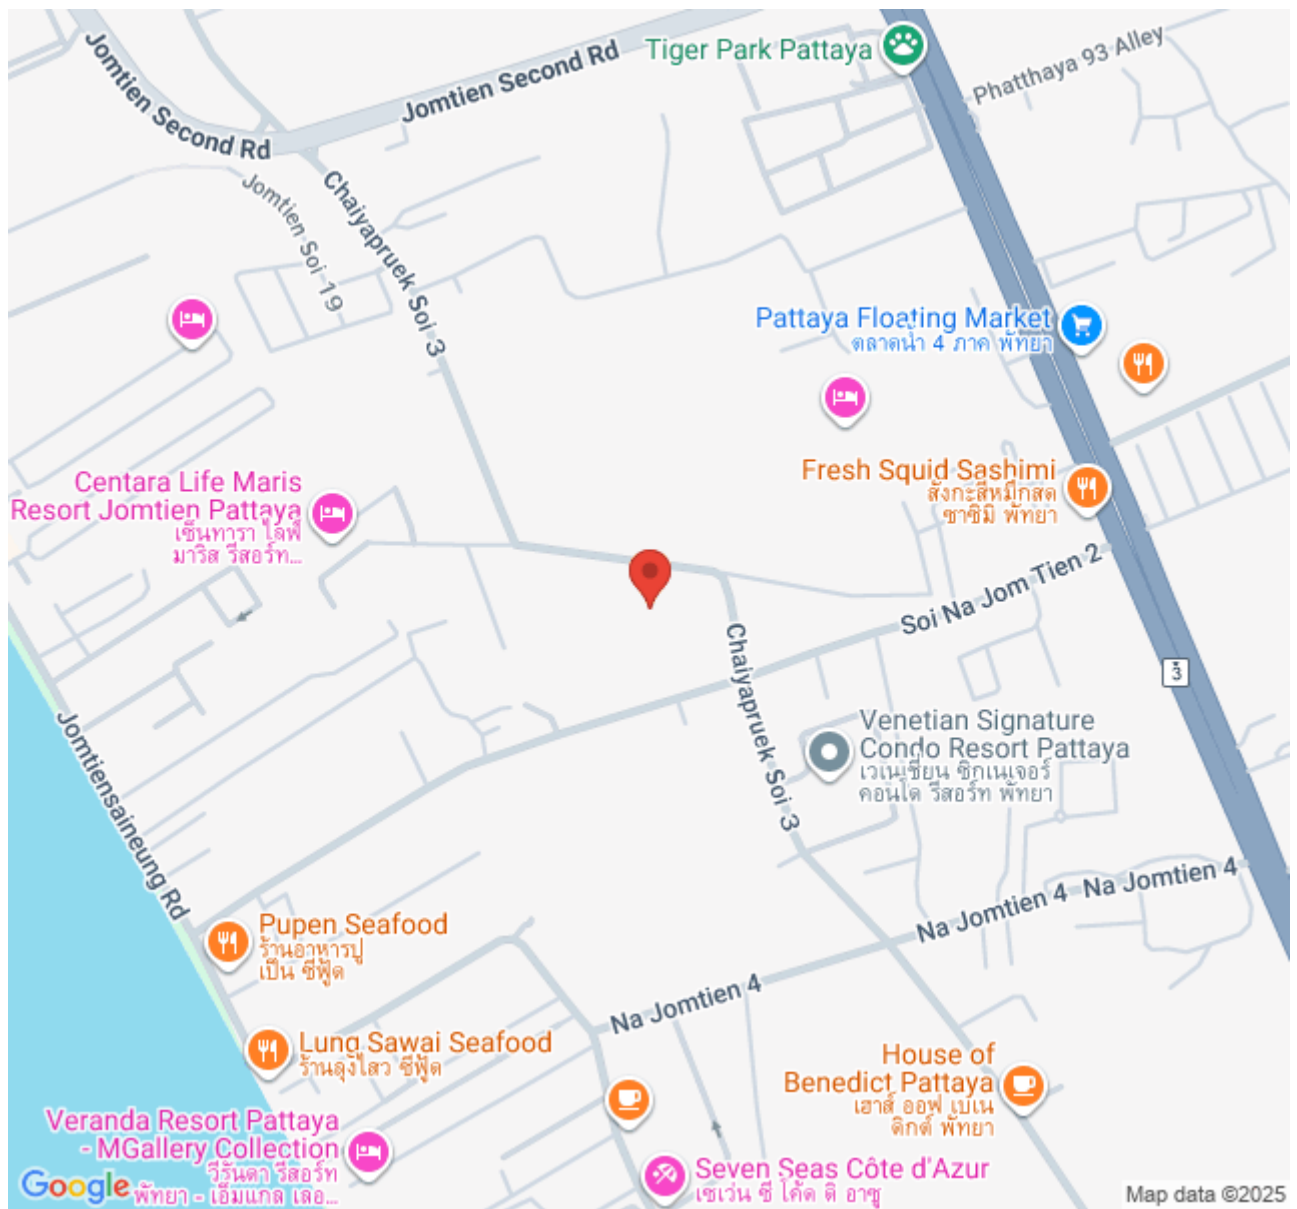 Tiger Park Pattaya
Phatthaya 93 Alley
Jomtien Second Rd
Jomtien Second Rd
Jomtien Soi 19
Chaiyapruek Soi 3
Pattaya Floating Market
ตลาดน้ำ 4 ภาค พัทยา
Fresh Squid Sashimi
สังกะสีหมึกสด
ซาซิมิ พัทยา
Centara Life Maris
Resort Jomtien Pattaya
เซ็นทารา ไลฟ์
มาริส รีสอร์ท...
Soi Na Jom Tien 2
3
Chaiyapruek Soi 3
Venetian Signature
Condo Resort Pattaya
เวเนเชี่ยน ซิกเนเจอร์
คอนโด รีสอร์ท พัทยา
Jomtiensaineung Rd
Na Jomtien 4
Na Jomtien 4
Pupen Seafood
ร้านอาหารปู
เป็น ซีฟู้ด
Na Jomtien 4
Lung Sawai Seafood
ร้านลุงไสว ซีฟู้ด
House of
Benedict Pattaya
เฮาส์ ออฟ เบเน
ดิกต์ พัทยา
Veranda Resort Pattaya
- MGallery Collection
วีรันดา รีสอร์ท
พัทยา - เอ็มแกล เลอ...
Seven Seas Côte d'Azur
เซเว่น ซี โค้ด ดิ อาซู
Google
Map data ©2025